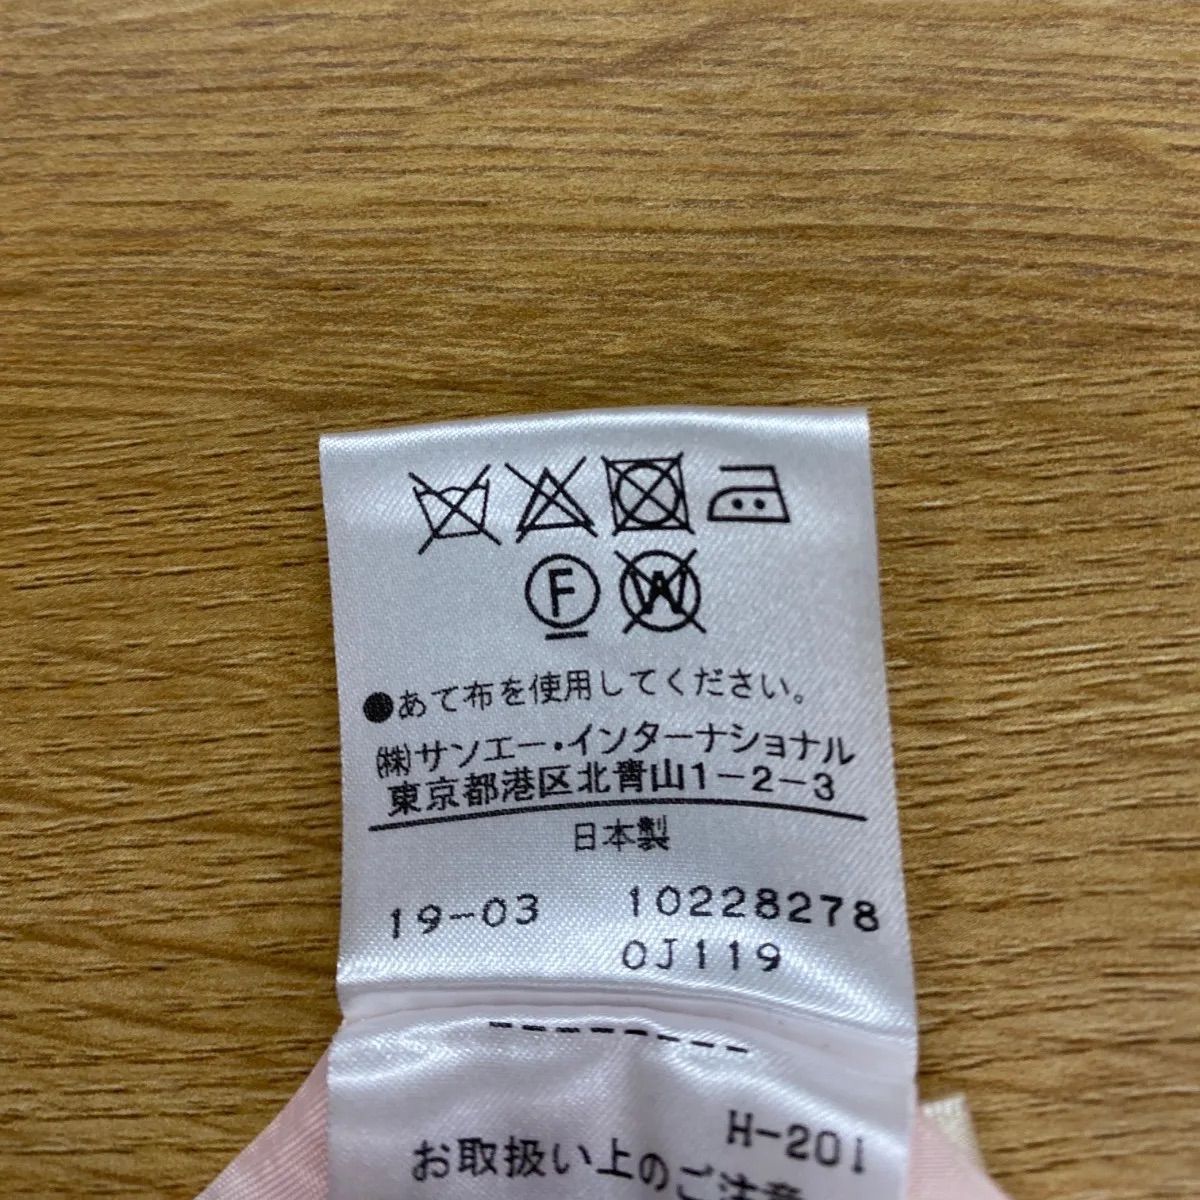 F W
●あて布を使用してください。
㈱サンエー・インターナショナル
東京都港区北青山1-2-3
日本製
19-03 10228278
0J119
H-201
お取扱い上のご注意